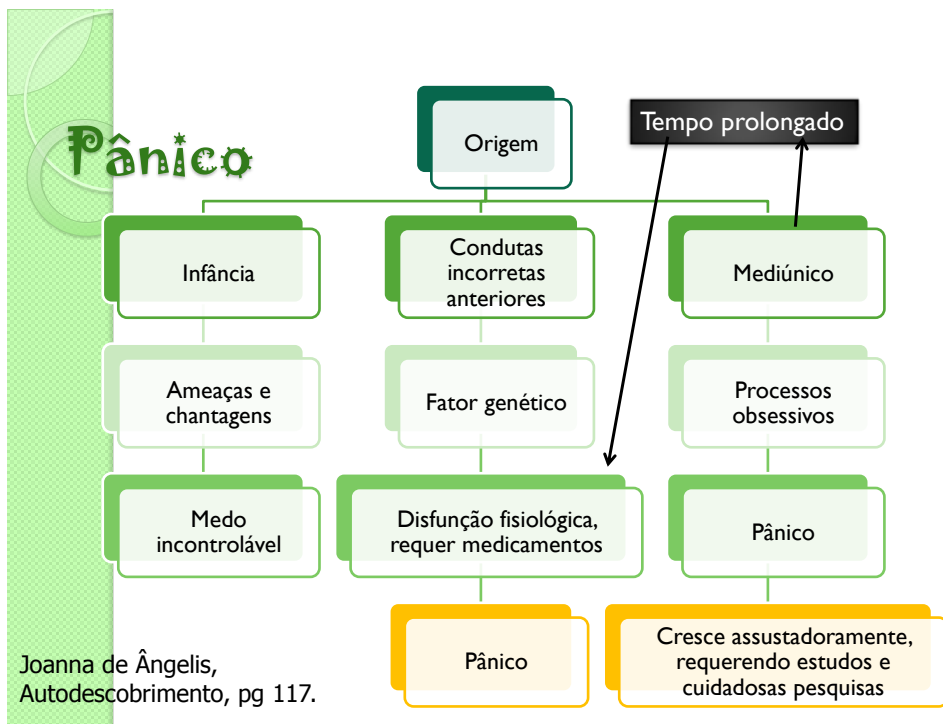 Pânico
Origem
Tempo prolongado
Infância
Condutas
incorretas
anteriores
Mediúnico
Ameaças e
chantagens
Fator genético
Processos
obsessivos
Medo
incontrolável
Disfunção fisiológica,
requer medicamentos
Pânico
Pânico
Cresce assustadoramente,
requerendo estudos e
cuidadosas pesquisas
Joanna de Ângelis,
Autodescobrimento, pg 117.